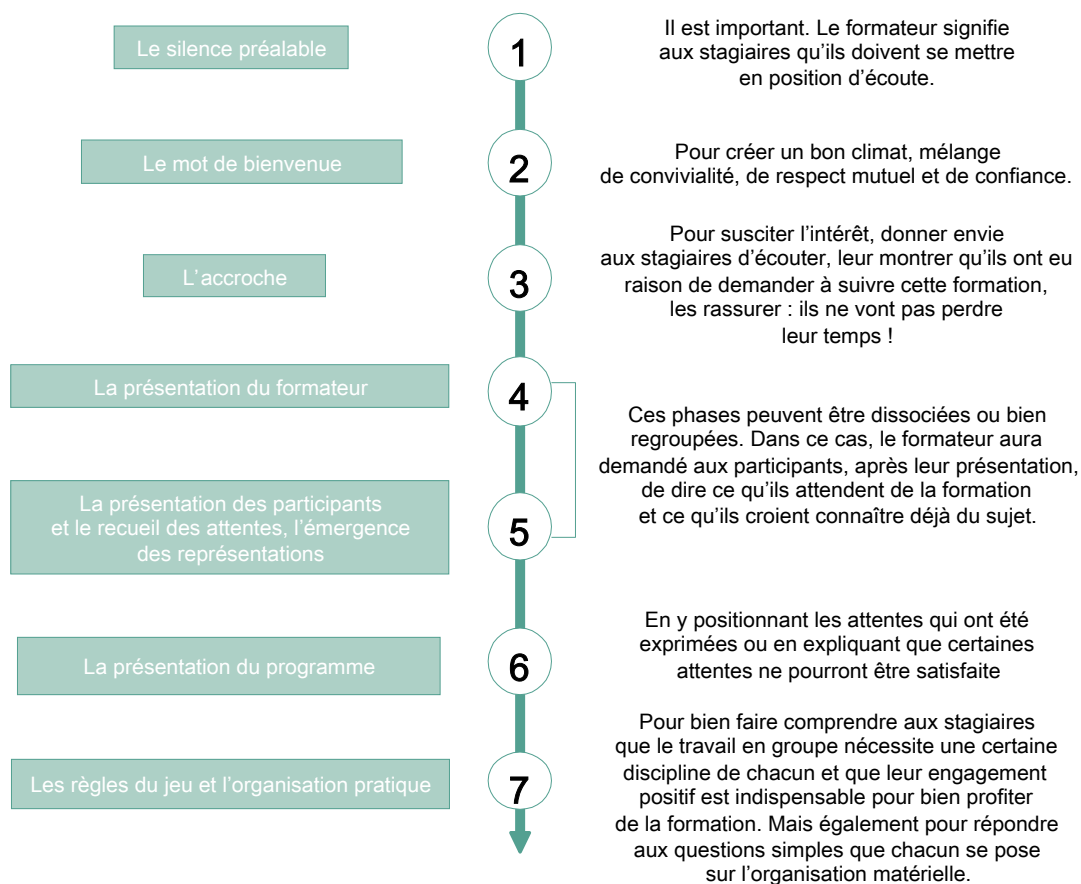 Le silence préalable
1
Il est important. Le formateur signifie
aux stagiaires qu'ils doivent se mettre
en position d'écoute.
Le mot de bienvenue
2
Pour créer un bon climat, mélange
de convivialité, de respect mutuel et de confiance.
L'accroche
3
Pour susciter l'intérêt, donner envie
aux stagiaires d'écouter, leur montrer qu'ils ont eu
raison de demander à suivre cette formation,
les rassurer : ils ne vont pas perdre
leur temps !
La présentation du formateur
4
La présentation des participants
et le recueil des attentes, l'émergence
des représentations
5
Ces phases peuvent être dissociées ou bien
regroupées. Dans ce cas, le formateur aura
demandé aux participants, après leur présentation,
de dire ce qu'ils attendent de la formation
et ce qu'ils croient connaître déjà du sujet.
La présentation du programme
6
En y positionnant les attentes qui ont été
exprimées ou en expliquant que certaines
attentes ne pourront être satisfaite
Les règles du jeu et l'organisation pratique
7
Pour bien faire comprendre aux stagiaires
que le travail en groupe nécessite une certaine
discipline de chacun et que leur engagement
positif est indispensable pour bien profiter
de la formation. Mais également pour répondre
aux questions simples que chacun se pose
sur l'organisation matérielle.